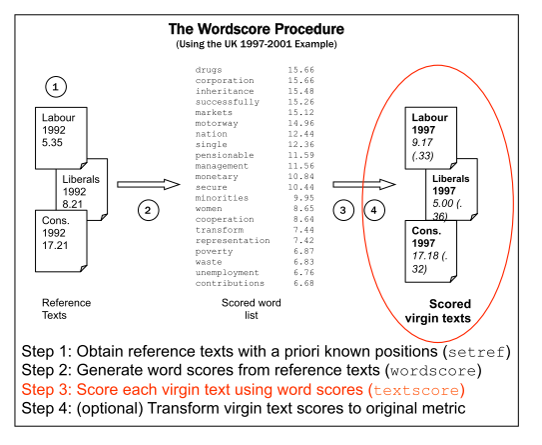 The Wordscore Procedure
(Using the UK 1997-2001 Example)
1
Labour
1992
5.35
Liberals
1992
8.21
Cons.
1992
17.21
Reference
Texts
2
drugs 15.66
corporation 15.66
inheritance 15.48
successfully 15.26
markets 15.12
motorway 14.96
nation 12.44
single 12.36
pensionable 11.59
management 11.56
monetary 10.84
secure 10.44
minorities 9.95
women 8.65
cooperation 8.64
transform 7.44
representation 7.42
poverty 6.87
waste 6.83
unemployment 6.76
contributions 6.68
Scored word
list
3 4
Labour
1997
9.17
(.33)
Liberals
1997
5.00 (.
36)
Cons.
1997
17.18 (.
32)
Scored
virgin texts
Step 1: Obtain reference texts with a priori known positions (setref)
Step 2: Generate word scores from reference texts (wordscore)
Step 3: Score each virgin text using word scores (textscore)
Step 4: (optional) Transform virgin text scores to original metric